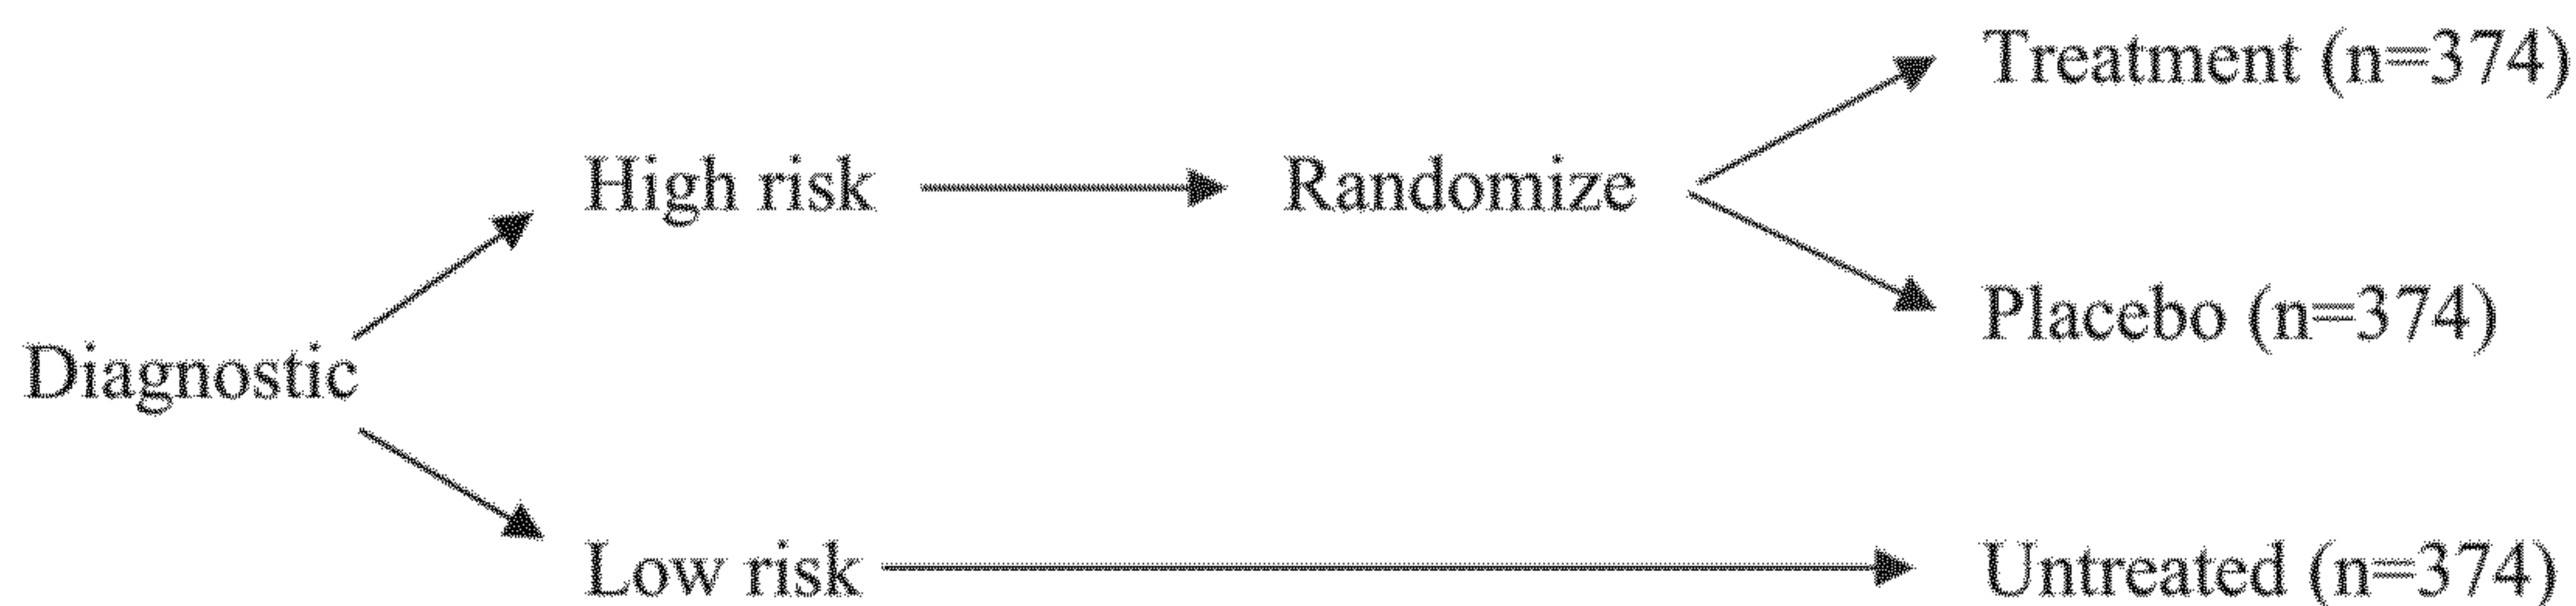 Treatment (n=374)
High risk
Randomize
Placebo (n=374)
Diagnostic
Low risk
Untreated (n=374)